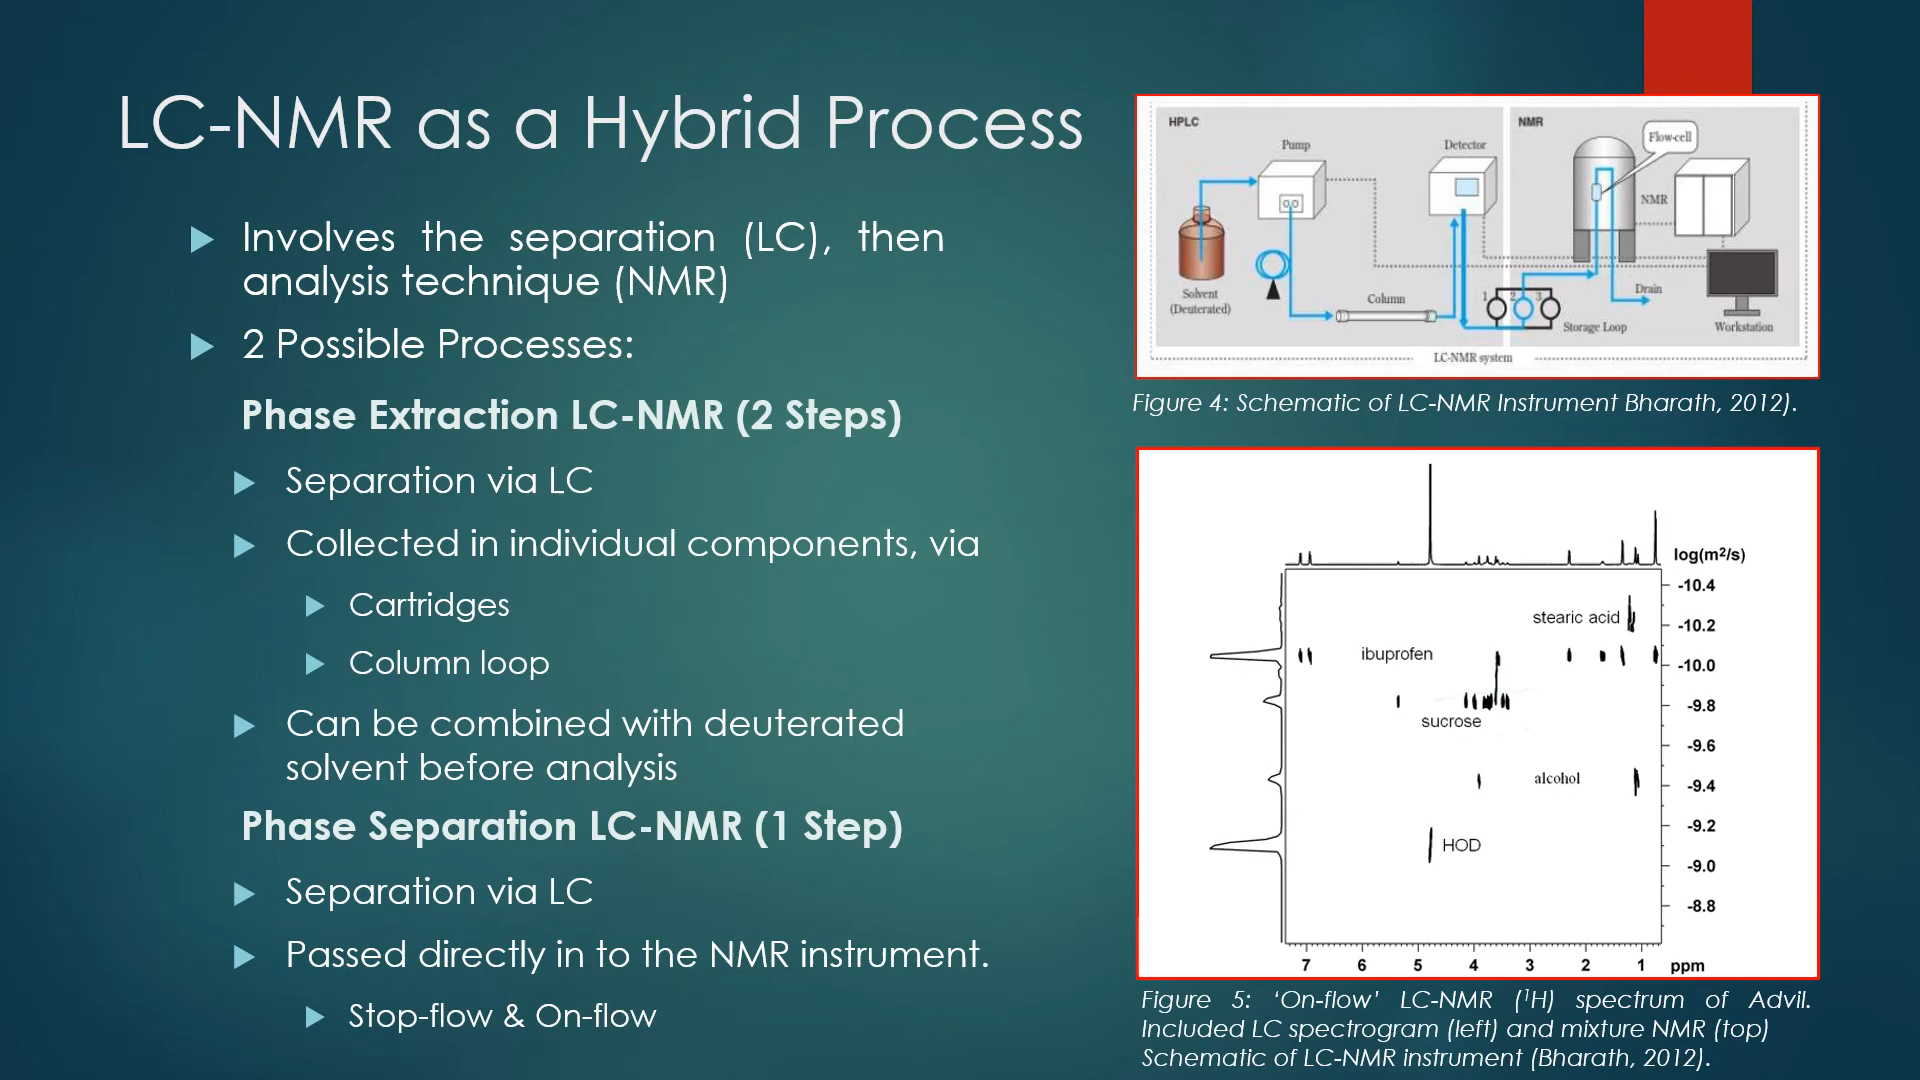 LC-NMR as a Hybrid Process
Involves the separation (LC), then
analysis technique (NMR)
2 Possible Processes:
Phase Extraction LC-NMR (2 Steps)
Separation via LC
Collected in individual components, via
Cartridges
Column loop
Can be combined with deuterated
solvent before analysis
Phase Separation LC-NMR (1 Step)
Separation via LC
Passed directly in to the NMR instrument.
Stop-flow & On-flow
HPLC
NMR
Pump
Detector
Flow-cell
NMR
Solvent
(Deuterated)
Column
1 2 3
Drain
Storage Loop
Workstation
LC-NMR system
Figure 4: Schematic of LC-NMR Instrument Bharath, 2012).
log(m²/s)
-10.4
stearic acid
-10.2
ibuprofen
-10.0
-9.8
sucrose
-9.6
alcohol
-9.4
-9.2
HOD
-9.0
-8.8
7 6 5 4 3 2 1 ppm
Figure 5: ‘On-flow’ LC-NMR (¹H) spectrum of Advil.
Included LC spectrogram (left) and mixture NMR (top)
Schematic of LC-NMR instrument (Bharath, 2012).